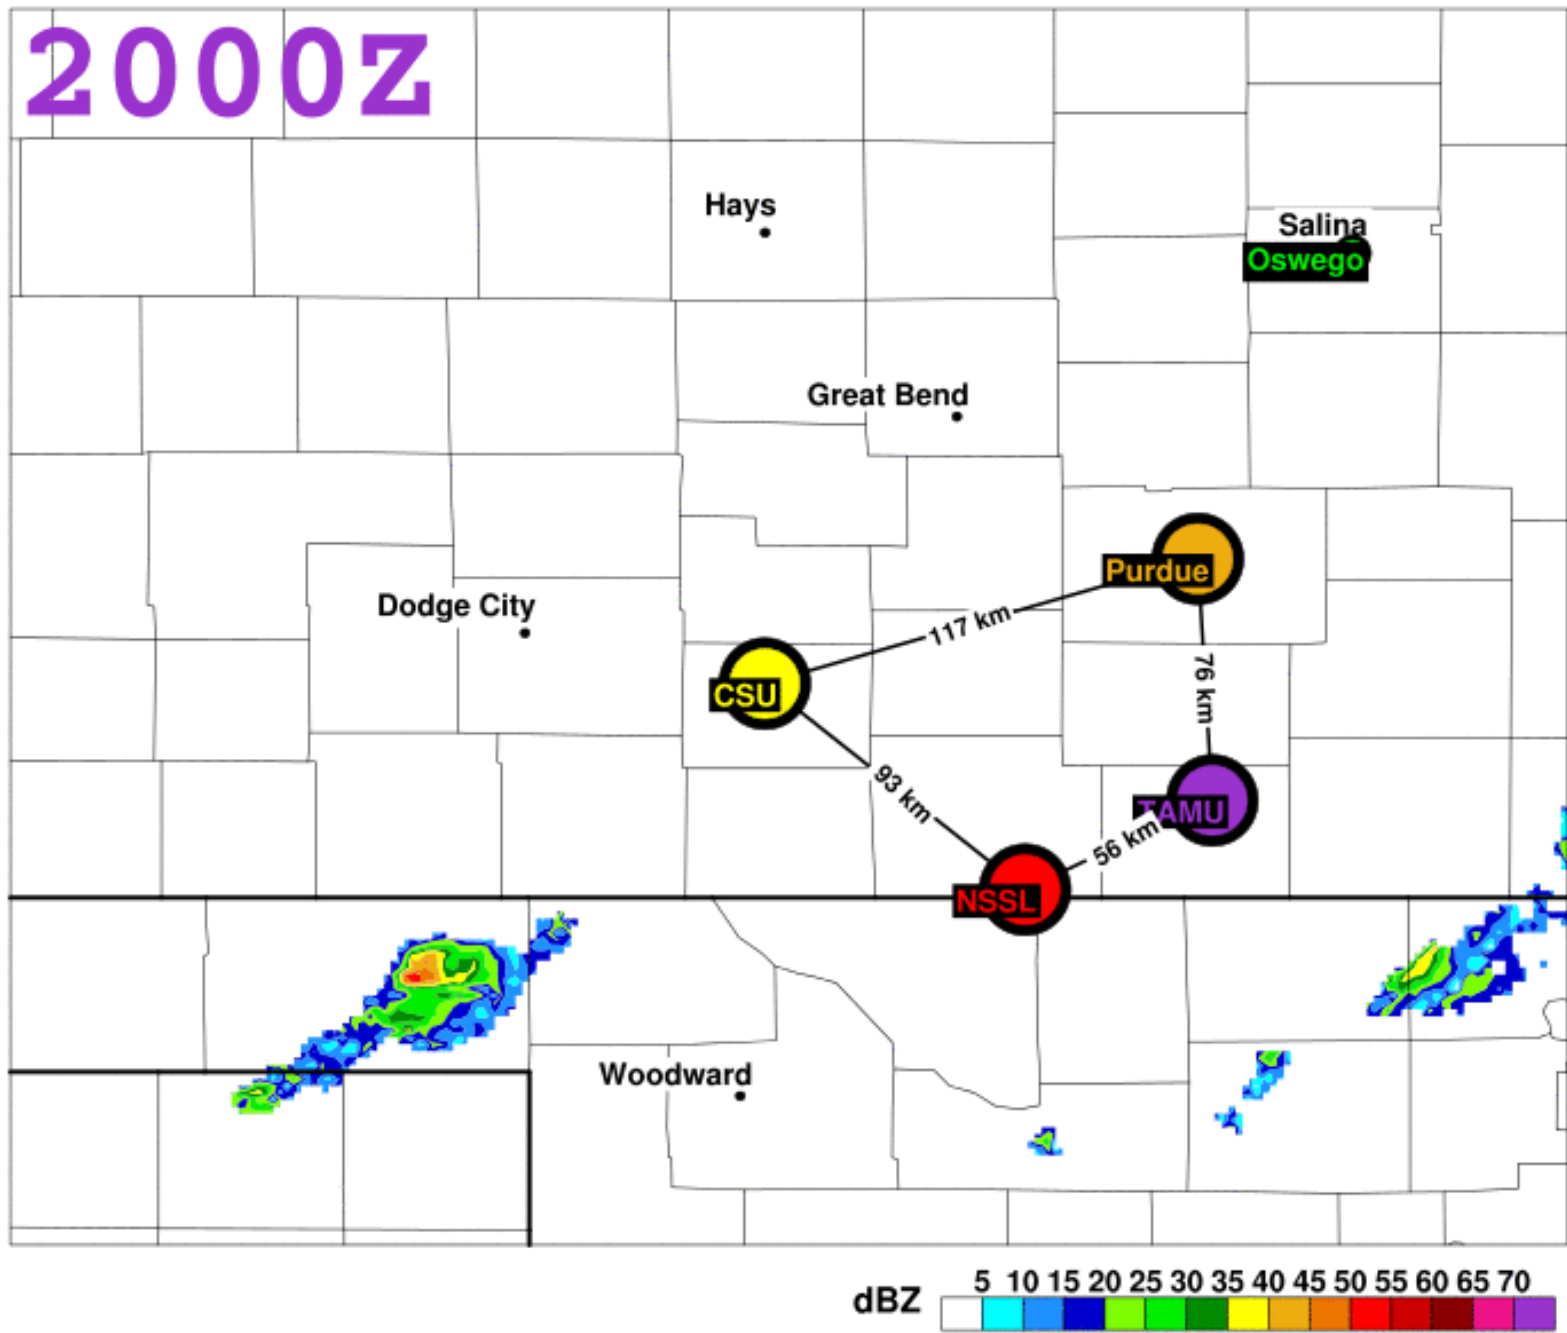 2000Z
Hays
Salina
Oswego
Great Bend
Purdue
Dodge City
117 km
CSU
76 km
93 km
TAMU
56 km
NSSL
Woodward
dBZ
5 10 15 20 25 30 35 40 45 50 55 60 65 70